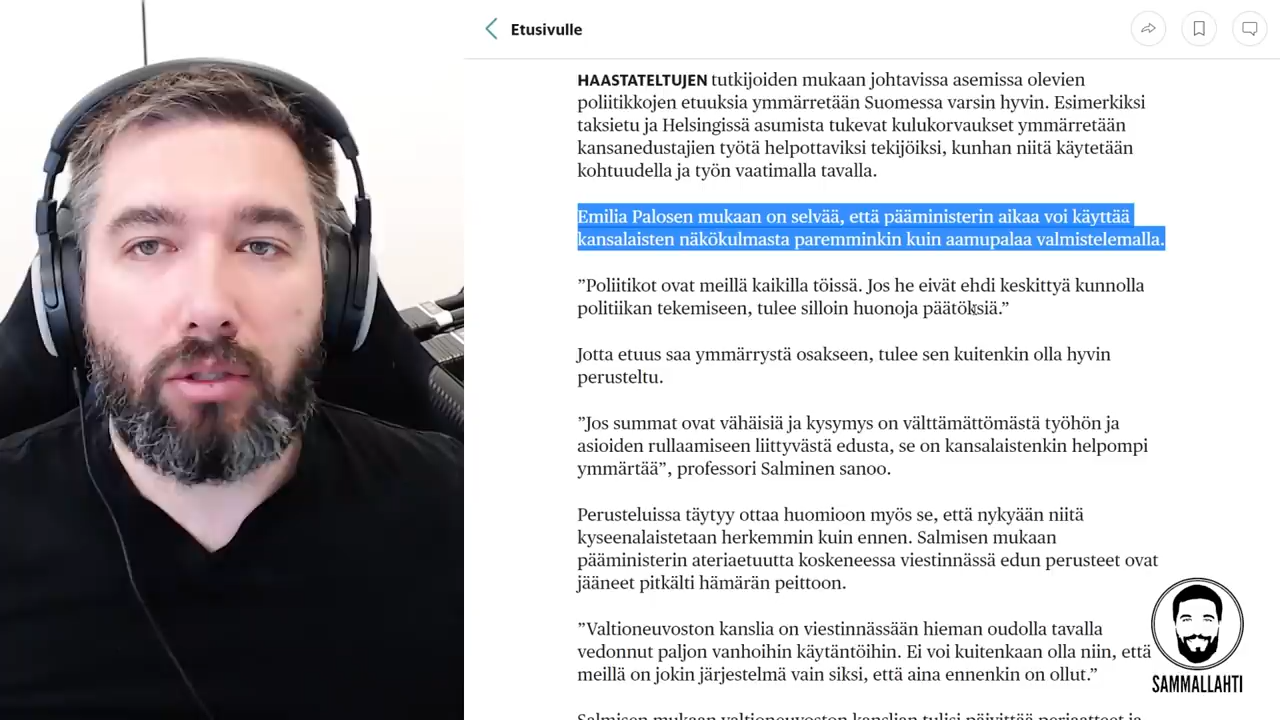 Etusivulle
HAASTATELTUJEN tutkijoiden mukaan johtavissa asemissa olevien
poliitikkojen etuuksia ymmärretään Suomessa varsin hyvin. Esimerkiksi
taksietu ja Helsingissä asumista tukevat kulukorvaukset ymmärretään
kansanedustajien työtä helpottaviksi tekijöiksi, kunhan niitä käytetään
kohtuudella ja työn vaatimalla tavalla.
Emilia Palosen mukaan on selvää, että pääministerin aikaa voi käyttää
kansalaisten näkökulmasta paremminkin kuin aamupalaa valmistelemalla.
”Poliitikot ovat meillä kaikilla töissä. Jos he eivät ehdi keskittyä kunnolla
politiikan tekemiseen, tulee silloin huonoja päätöksiä.”
Jotta etuus saa ymmärrystä osakseen, tulee sen kuitenkin olla hyvin
perusteltu.
”Jos summat ovat vähäisiä ja kysymys on välttämättömästä työhön ja
asioiden rullaamiseen liittyvästä edusta, se on kansalaistenkin helpompi
ymmärtää”, professori Salminen sanoo.
Perusteluissa täytyy ottaa huomioon myös se, että nykyään niitä
kyseenalaistetaan herkemmin kuin ennen. Salmisen mukaan
pääministerin ateriaetuutta koskeneessa viestinnässä edun perusteet ovat
jääneet pitkälti hämärän peittoon.
”Valtioneuvoston kanslia on viestinnässään hieman oudolla tavalla
vedonnut paljon vanhoihin käytäntöihin. Ei voi kuitenkaan olla niin, että
meillä on jokin järjestelmä vain siksi, että aina ennenkin on ollut.”
Salmisen mukaan valtioneuvoston kanslian tulisi päivittää periaatteet ja
SAMMALLAHTI